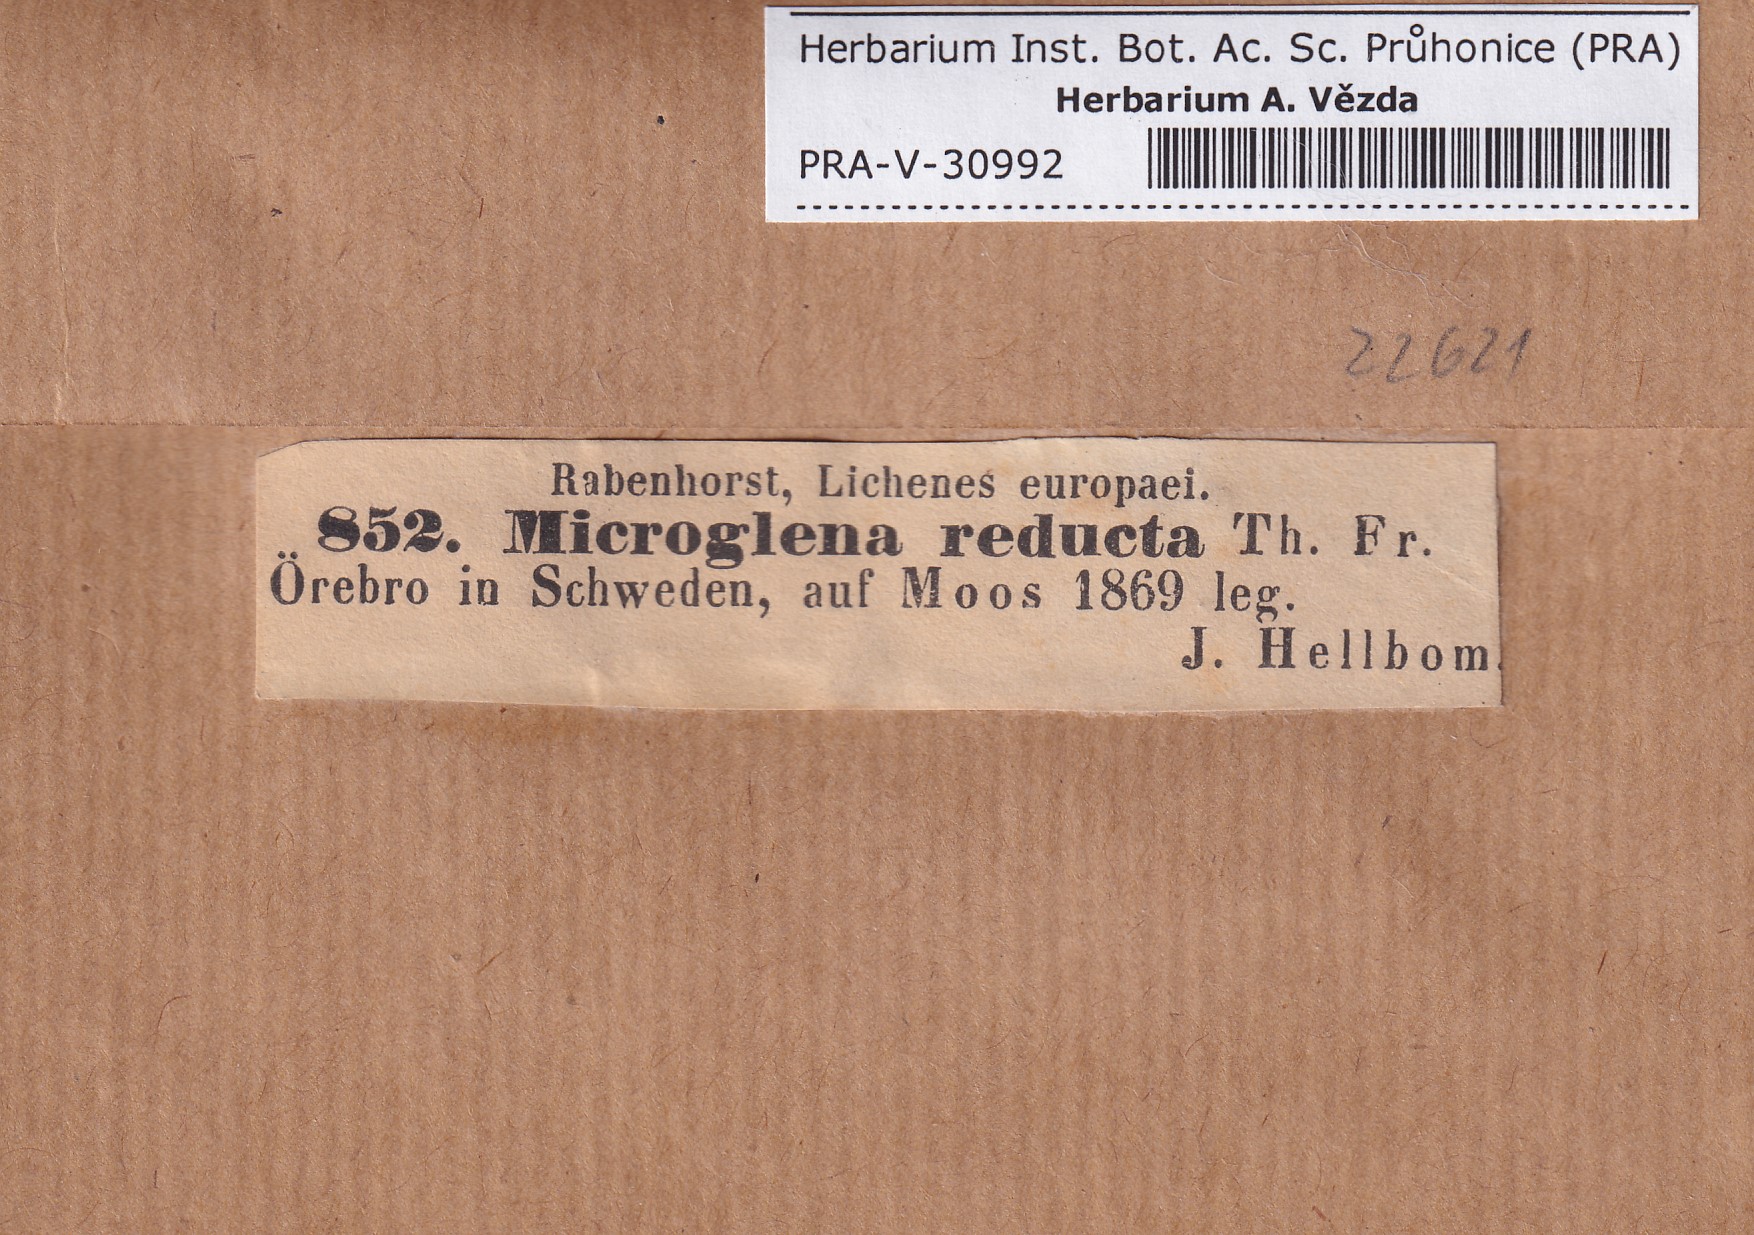 Herbarium Inst. Bot. Ac. Sc. Průhonice (PRA)
Herbarium A. Vězda
PRA-V-30992
22621
Rabenhorst, Lichenes europaei.
852. Microglena reducta Th. Fr.
Örebro in Schweden, auf Moos 1869 leg.
J. Hellbom.